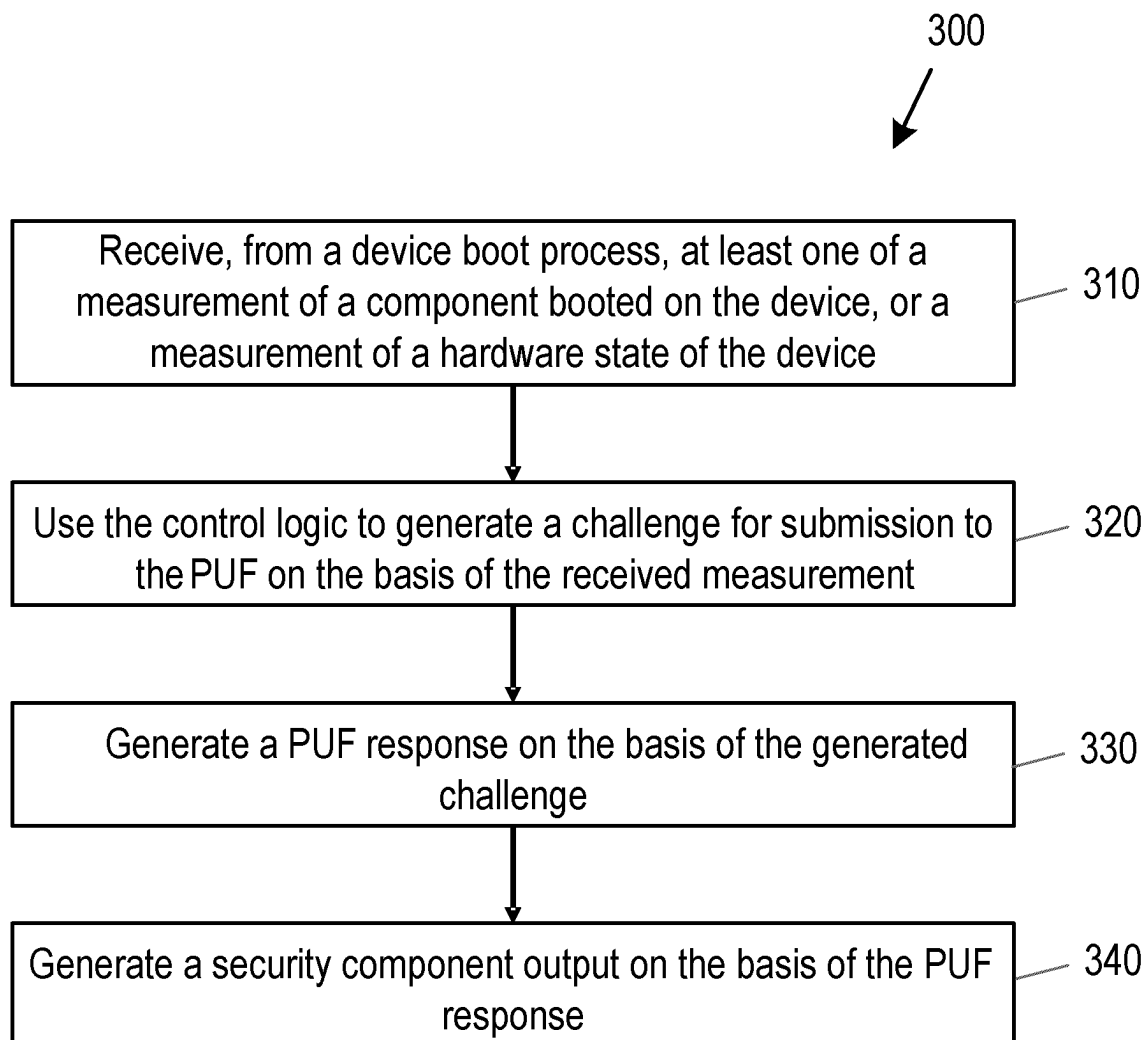 300
Receive, from a device boot process, at least one of a
measurement of a component booted on the device, or a
measurement of a hardware state of the device
310
Use the control logic to generate a challenge for submission to
the PUF on the basis of the received measurement
320
Generate a PUF response on the basis of the generated
challenge
330
Generate a security component output on the basis of the PUF
response
340